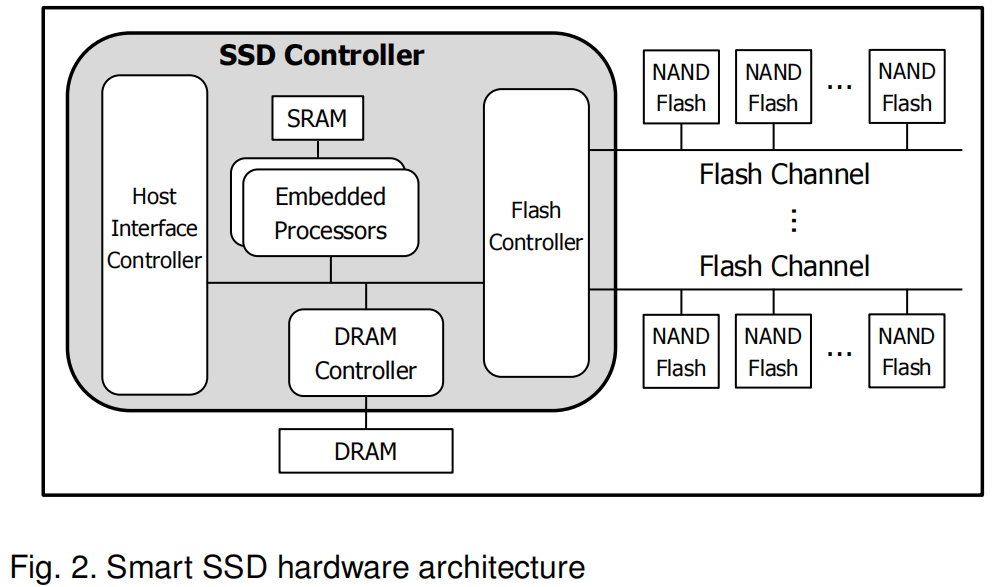 SSD Controller
Host
Interface
Controller
SRAM
Embedded
Processors
DRAM
Controller
DRAM
Flash
Controller
NAND
Flash
NAND
Flash
...
NAND
Flash
Flash Channel
...
Flash Channel
NAND
Flash
NAND
Flash
...
NAND
Flash
Fig. 2. Smart SSD hardware architecture